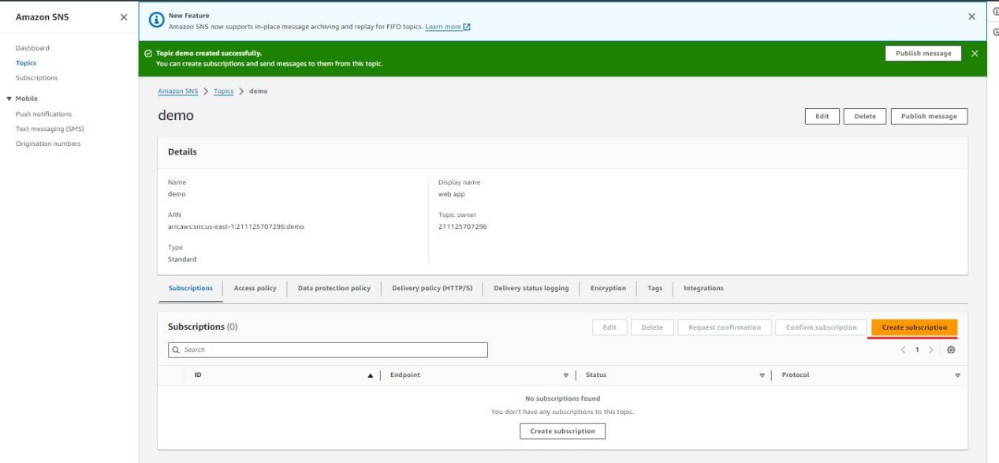 Amazon SNS
Dashboard
Topics
Subscriptions
Mobile
Push notifications
Text messaging (SMS)
Origination numbers
New Feature
Amazon SNS now supports in-place message archiving and replay for FIFO topics. Learn more
Topic demo created successfully.
You can create subscriptions and send messages to them from this topic.
Publish message
Amazon SNS > Topics > demo
demo
Edit Delete Publish message
Details
Name
demo
Display name
web app
ARN
arn:aws:sns:us-east-1:211125707296:demo
Topic owner
211125707296
Type
Standard
Subscriptions Access policy Data protection policy Delivery policy (HTTP/S) Delivery status logging Encryption Tags Integrations
Subscriptions (0)
Edit Delete Request confirmation Confirm subscription Create subscription
Search
1
ID Endpoint Status Protocol
No subscriptions found
You don't have any subscriptions to this topic.
Create subscription